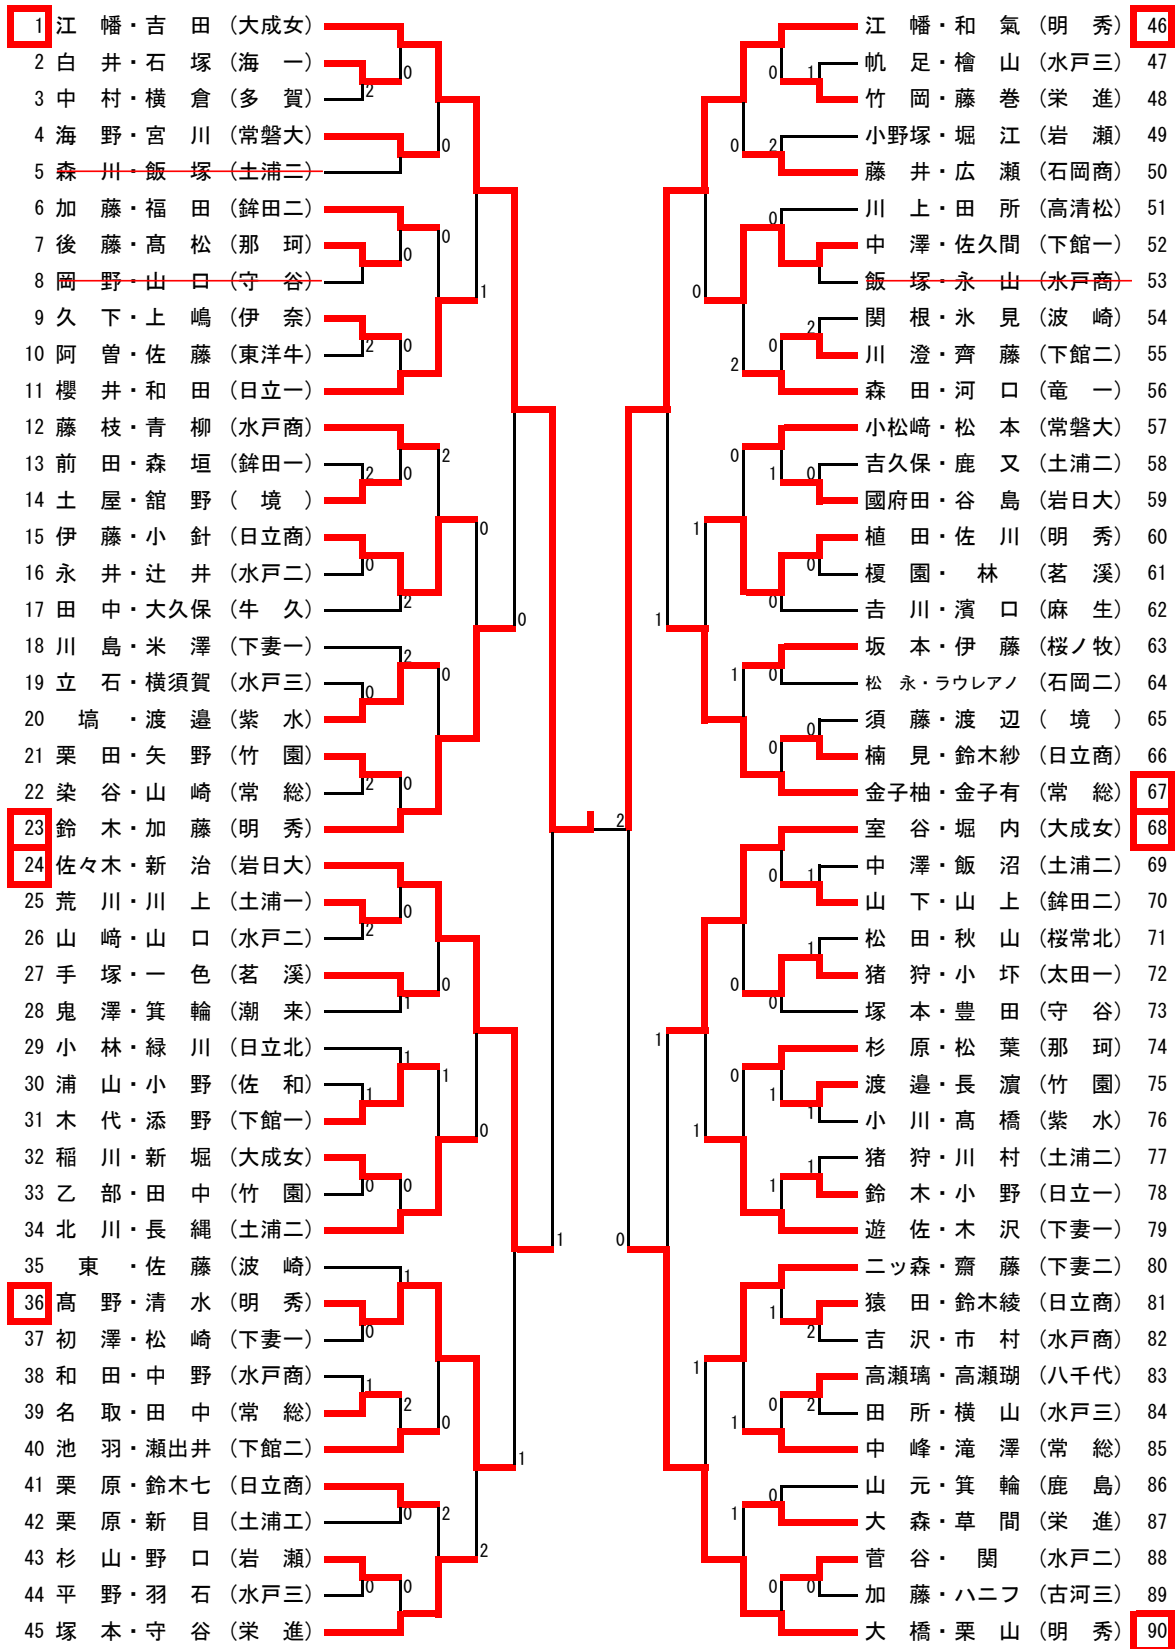 1 江　幡・吉　田 (大成女)
2 白　井・石　塚 (海　一)
3 中　村・横　倉 (多　賀)
4 海　野・宮　川 (常磐大)
5 森　川・飯　塚 (土浦二)
6 加　藤・福　田 (鉾田二)
7 後　藤・髙　松 (那　珂)
8 岡　野・山　口 (守　谷)
9 久　下・上　嶋 (伊　奈)
10 阿　曽・佐　藤 (東洋牛)
11 櫻　井・和　田 (日立一)
12 藤　枝・青　柳 (水戸商)
13 前　田・森　垣 (鉾田一)
14 土　屋・舘　野 (　境　)
15 伊　藤・小　針 (日立商)
16 永　井・辻　井 (水戸二)
17 田　中・大久保 (牛　久)
18 川　島・米　澤 (下妻一)
19 立　石・横須賀 (水戸三)
20 　塙　・渡　邉 (紫　水)
21 栗　田・矢　野 (竹　園)
22 染　谷・山　崎 (常　総)
23 鈴　木・加　藤 (明　秀)
24 佐々木・新　治 (岩日大)
25 荒　川・川　上 (土浦一)
26 山　﨑・山　口 (水戸二)
27 手　塚・一　色 (茗　溪)
28 鬼　澤・箕　輪 (潮　来)
29 小　林・緑　川 (日立北)
30 浦　山・小　野 (佐　和)
31 木　代・添　野 (下館一)
32 稲　川・新　堀 (大成女)
33 乙　部・田　中 (竹　園)
34 北　川・長　縄 (土浦二)
35 　東　・佐　藤 (波　崎)
36 髙　野・清　水 (明　秀)
37 初　澤・松　崎 (下妻一)
38 和　田・中　野 (水戸商)
39 名　取・田　中 (常　総)
40 池　羽・瀬出井 (下館二)
41 栗　原・鈴木七 (日立商)
42 栗　原・新　目 (土浦工)
43 杉　山・野　口 (岩　瀬)
44 平　野・羽　石 (水戸三)
45 塚　本・守　谷 (栄　進)
江　幡・和　氣 (明　秀) 46
帆　足・檜　山 (水戸三) 47
竹　岡・藤　巻 (栄　進) 48
小野塚・堀　江 (岩　瀬) 49
藤　井・広　瀬 (石岡商) 50
川　上・田　所 (高清松) 51
中　澤・佐久間 (下館一) 52
飯　塚・永　山 (水戸商) 53
関　根・氷　見 (波　崎) 54
川　澄・齊　藤 (下館二) 55
森　田・河　口 (竜　一) 56
小松﨑・松　本 (常磐大) 57
吉久保・鹿　又 (土浦二) 58
國府田・谷　島 (岩日大) 59
植　田・佐　川 (明　秀) 60
榎　園・　林　 (茗　溪) 61
吉　川・濱　口 (麻　生) 62
坂　本・伊　藤 (桜ノ牧) 63
松　永・ラウレアノ (石岡二) 64
須　藤・渡　辺 (　境　) 65
楠　見・鈴木紗 (日立商) 66
金子柚・金子有 (常　総) 67
室　谷・堀　内 (大成女) 68
中　澤・飯　沼 (土浦二) 69
山　下・山　上 (鉾田二) 70
松　田・秋　山 (桜常北) 71
猪　狩・小　圷 (太田一) 72
塚　本・豊　田 (守　谷) 73
杉　原・松　葉 (那　珂) 74
渡　邉・長　濵 (竹　園) 75
小　川・髙　橋 (紫　水) 76
猪　狩・川　村 (土浦二) 77
鈴　木・小　野 (日立一) 78
遊　佐・木　沢 (下妻一) 79
二ッ森・齋　藤 (下妻二) 80
猿　田・鈴木綾 (日立商) 81
吉　沢・市　村 (水戸商) 82
高瀬璃・高瀬瑚 (八千代) 83
田　所・横　山 (水戸三) 84
中　峰・滝　澤 (常　総) 85
山　元・箕　輪 (鹿　島) 86
大　森・草　間 (栄　進) 87
菅　谷・　関　 (水戸二) 88
加　藤・ハニフ (古河三) 89
大　橋・栗　山 (明　秀) 90